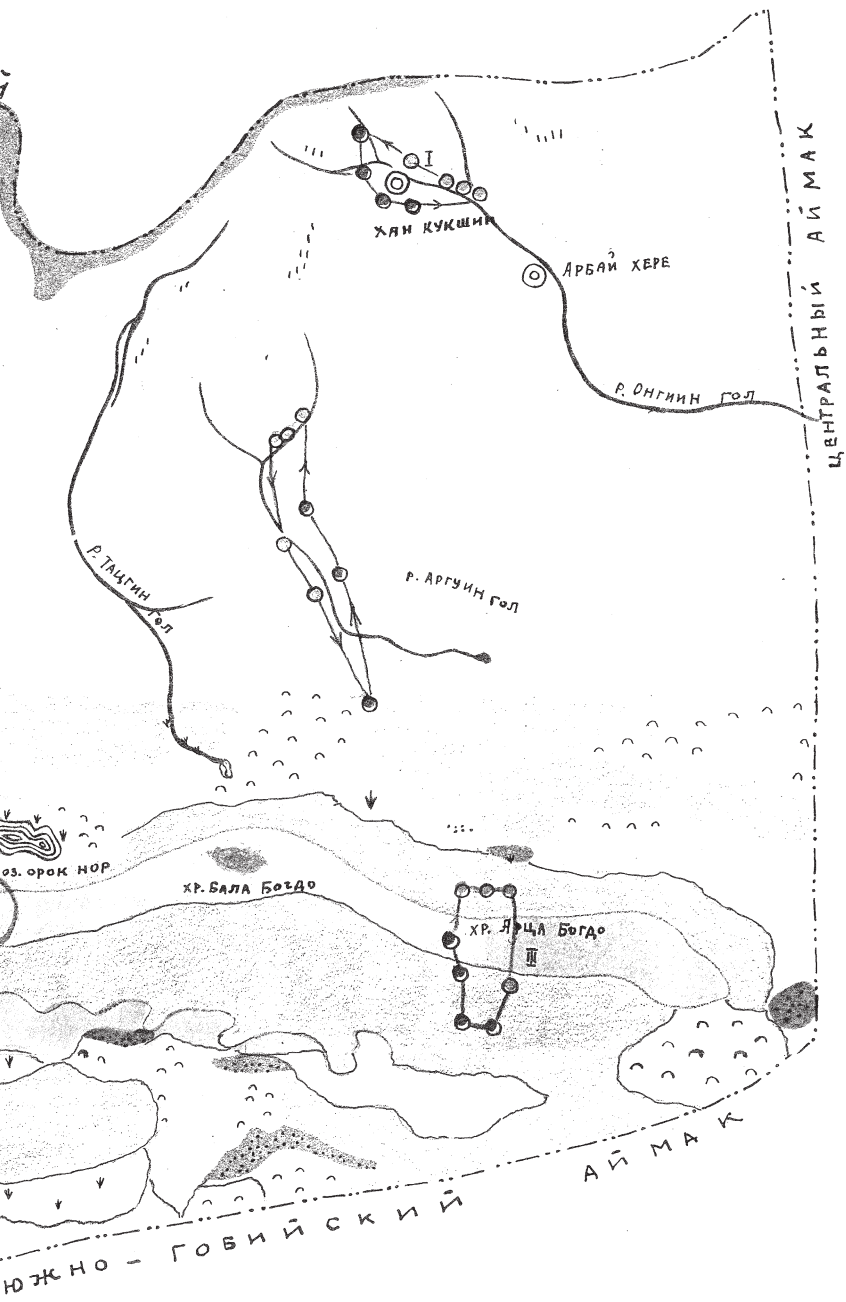 I
ХАН КУКШИН
АРБАЙ ХЕРЕ
ЦЕНТРАЛЬНЫЙ АЙМАК
Р. ОНГИИН ГОЛ
Р. ТАЦГИН ГОЛ
Р. АРГУИН ГОЛ
ОЗ. ОРОК НОР
ХР. БАЛА БОГДО
ХР. ЯРЦА БОГДО
III
ЮЖНО - ГОБИЙСКИЙ АЙМАК